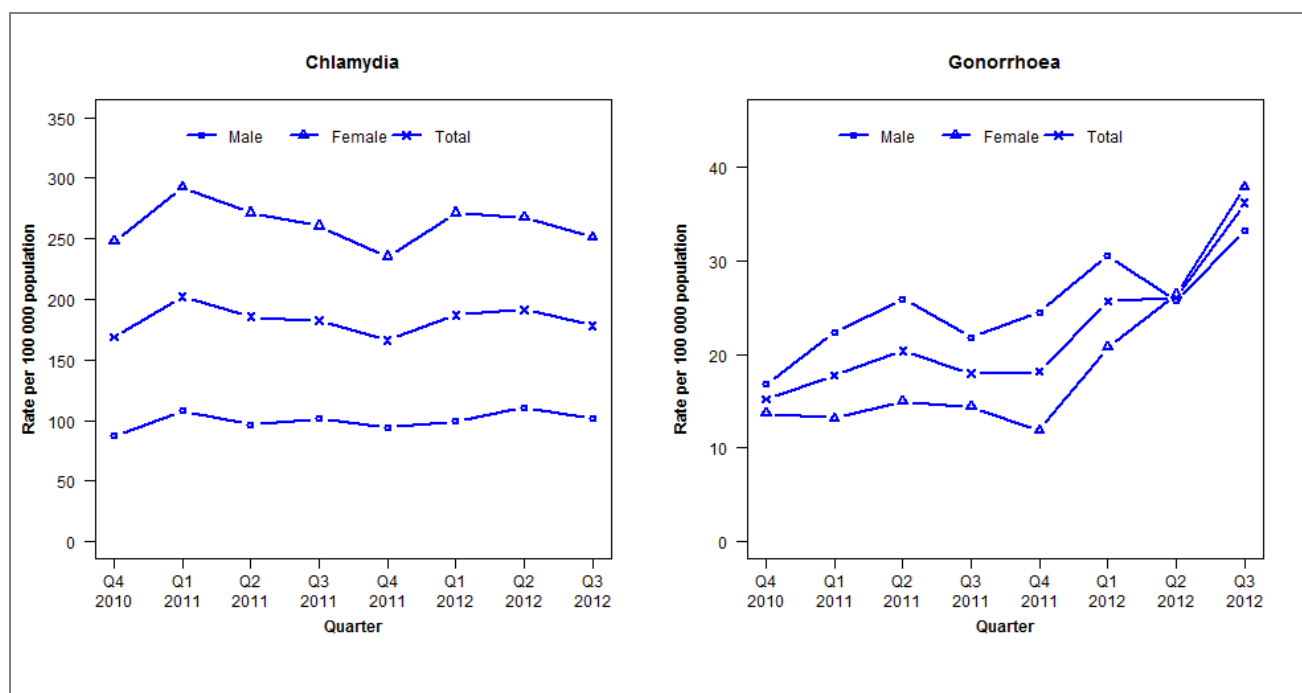 Chlamydia
Male Female Total
Rate per 100 000 population
350
300
250
200
150
100
50
0
Q4 Q1 Q2 Q3 Q4 Q1 Q2 Q3
2010 2011 2011 2011 2011 2012 2012 2012
Quarter
Gonorrhoea
Male Female Total
Rate per 100 000 population
40
30
20
10
0
Q4 Q1 Q2 Q3 Q4 Q1 Q2 Q3
2010 2011 2011 2011 2011 2012 2012 2012
Quarter